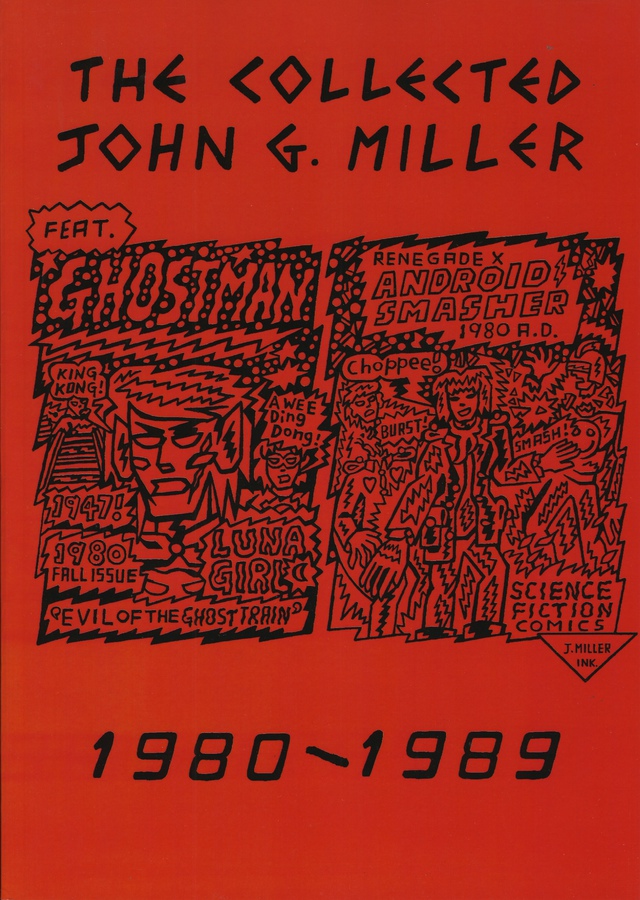 THE COLLECTED
JOHN G. MILLER
FEAT.
GHOSTMAN
KING
KONG!
A WEE
Ding
Dong!
1947!
1980
FALL ISSUE
LUNA
GIRL
"EVIL OF THE GHOST TRAIN"
RENEGADE X
ANDROID
SMASHER
1980 A.D.
Choppee!
BURST!
SMASH!
SCIENCE
FICTION
COMICS
J. MILLER
INK.
1980-1989